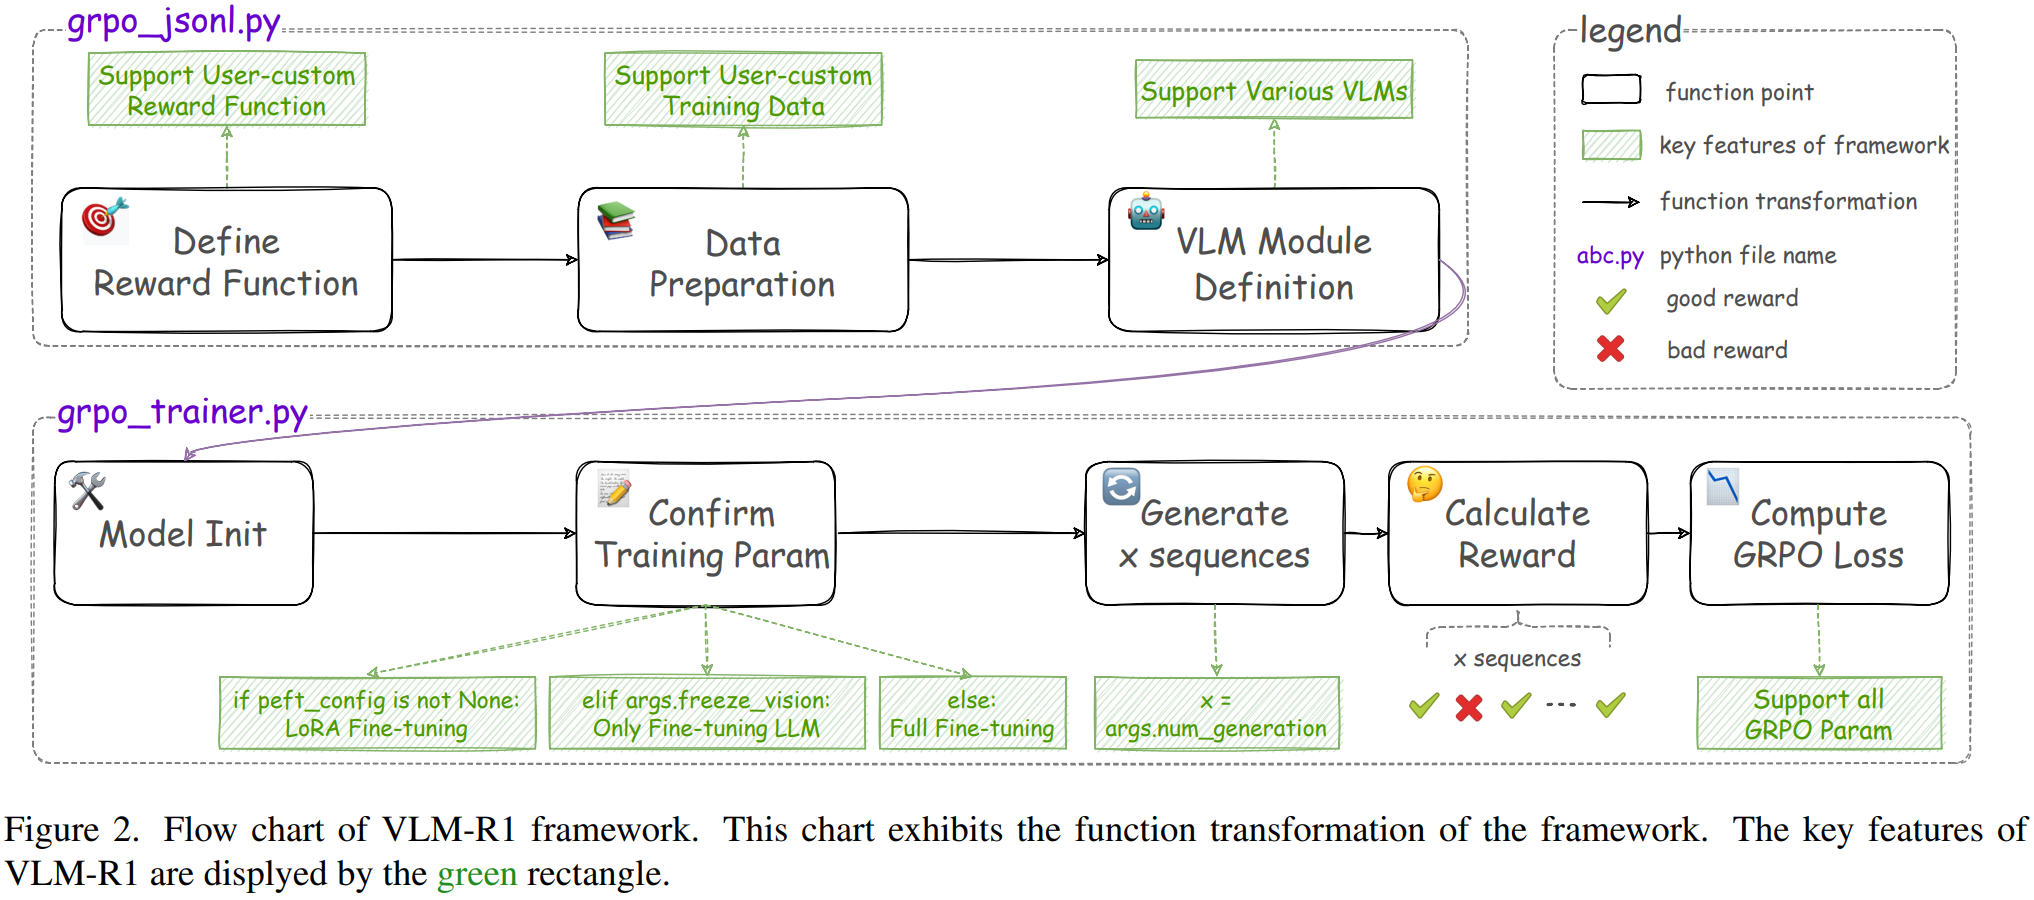 grpo_jsonl.py
Support User-custom
Reward Function
Support User-custom
Training Data
Support Various VLMs
Define
Reward Function
Data
Preparation
VLM Module
Definition
legend
function point
key features of framework
function transformation
abc.py python file name
good reward
bad reward
grpo_trainer.py
Model Init
Confirm
Training Param
Generate
x sequences
Calculate
Reward
Compute
GRPO Loss
if peft_config is not None:
LoRA Fine-tuning
elif args.freeze_vision:
Only Fine-tuning LLM
else:
Full Fine-tuning
x =
args.num_generation
x sequences
Support all
GRPO Param
Figure 2. Flow chart of VLM-R1 framework. This chart exhibits the function transformation of the framework. The key features of
VLM-R1 are displyed by the green rectangle.